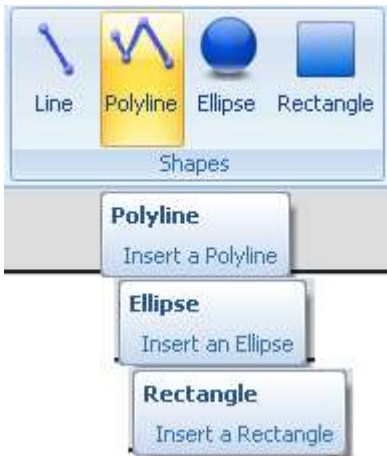 Line Polyline Ellipse Rectangle
Shapes
Polyline
Insert a Polyline
Ellipse
Insert an Ellipse
Rectangle
Insert a Rectangle